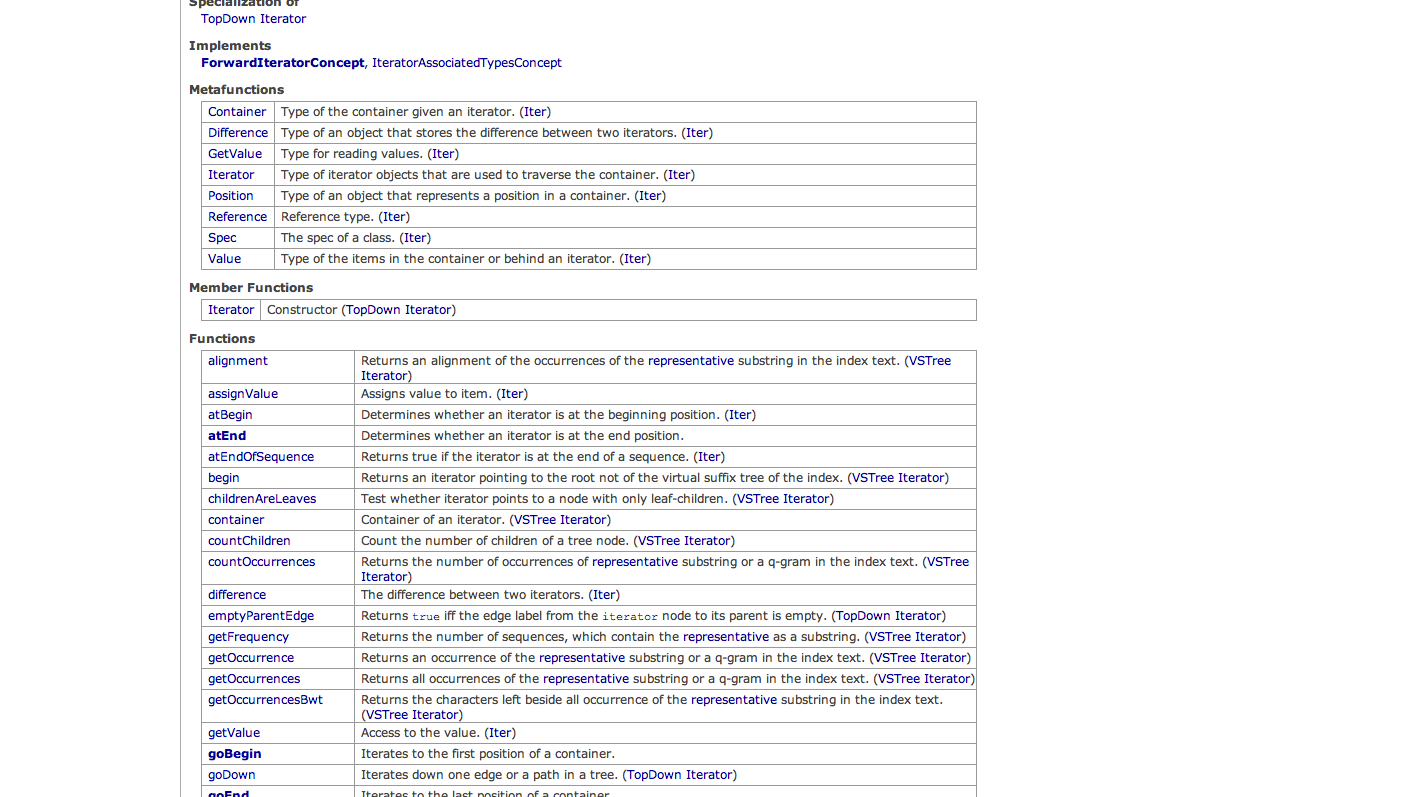 Specialization of
TopDown Iterator
Implements
ForwardIteratorConcept, IteratorAssociatedTypesConcept
Metafunctions
Container Type of the container given an iterator. (Iter)
Difference Type of an object that stores the difference between two iterators. (Iter)
GetValue Type for reading values. (Iter)
Iterator Type of iterator objects that are used to traverse the container. (Iter)
Position Type of an object that represents a position in a container. (Iter)
Reference Reference type. (Iter)
Spec The spec of a class. (Iter)
Value Type of the items in the container or behind an iterator. (Iter)
Member Functions
Iterator Constructor (TopDown Iterator)
Functions
alignment Returns an alignment of the occurrences of the representative substring in the index text. (VSTree
Iterator)
assignValue Assigns value to item. (Iter)
atBegin Determines whether an iterator is at the beginning position. (Iter)
atEnd Determines whether an iterator is at the end position.
atEndOfSequence Returns true if the iterator is at the end of a sequence. (Iter)
begin Returns an iterator pointing to the root not of the virtual suffix tree of the index. (VSTree Iterator)
childrenAreLeaves Test whether iterator points to a node with only leaf-children. (VSTree Iterator)
container Container of an iterator. (VSTree Iterator)
countChildren Count the number of children of a tree node. (VSTree Iterator)
countOccurrences Returns the number of occurrences of representative substring or a q-gram in the index text. (VSTree
Iterator)
difference The difference between two iterators. (Iter)
emptyParentEdge Returns true iff the edge label from the iterator node to its parent is empty. (TopDown Iterator)
getFrequency Returns the number of sequences, which contain the representative as a substring. (VSTree Iterator)
getOccurrence Returns an occurrence of the representative substring or a q-gram in the index text. (VSTree Iterator)
getOccurrences Returns all occurrences of the representative substring or a q-gram in the index text. (VSTree Iterator)
getOccurrencesBwt Returns the characters left beside all occurrence of the representative substring in the index text.
(VSTree Iterator)
getValue Access to the value. (Iter)
goBegin Iterates to the first position of a container.
goDown Iterates down one edge or a path in a tree. (TopDown Iterator)
goEnd Iterates to the last position of a container.